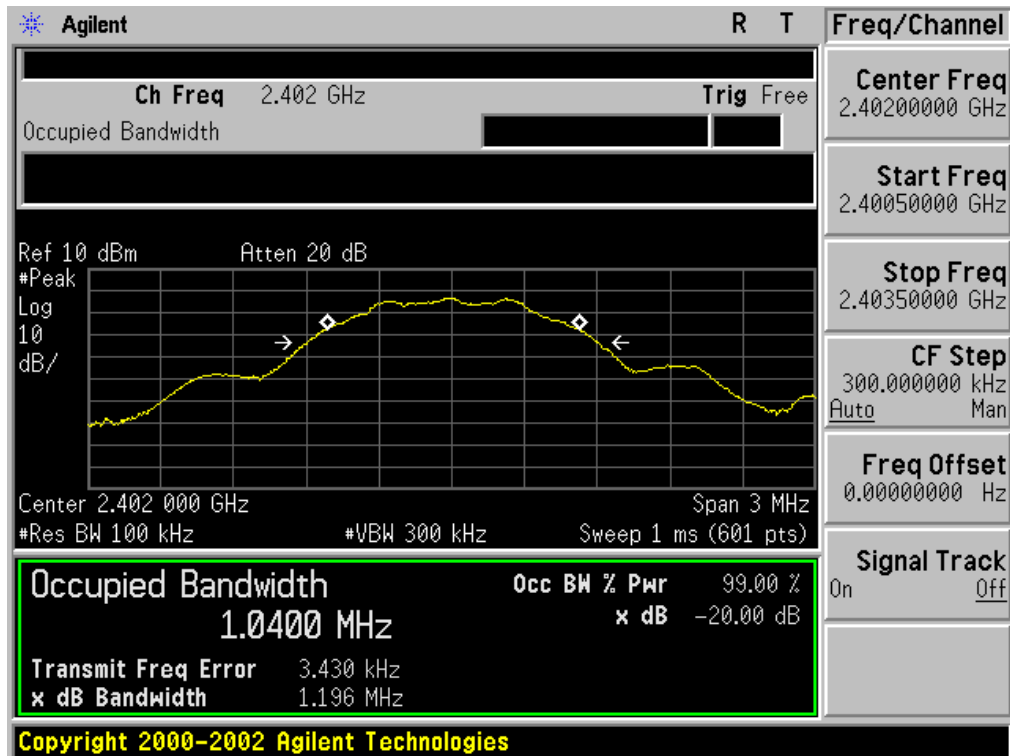 Agilent R T
Ch Freq 2.402 GHz Trig Free
Occupied Bandwidth
Ref 10 dBm Atten 20 dB
#Peak
Log
10
dB/
Center 2.402 000 GHz Span 3 MHz
#Res BW 100 kHz #VBW 300 kHz Sweep 1 ms (601 pts)
Occupied Bandwidth
1.0400 MHz
Occ BW % Pwr 99.00 %
x dB -20.00 dB
Transmit Freq Error 3.430 kHz
x dB Bandwidth 1.196 MHz
Copyright 2000-2002 Agilent Technologies
Freq/Channel
Center Freq
2.40200000 GHz
Start Freq
2.40050000 GHz
Stop Freq
2.40350000 GHz
CF Step
300.000000 kHz
Auto Man
Freq Offset
0.00000000 Hz
Signal Track
On Off